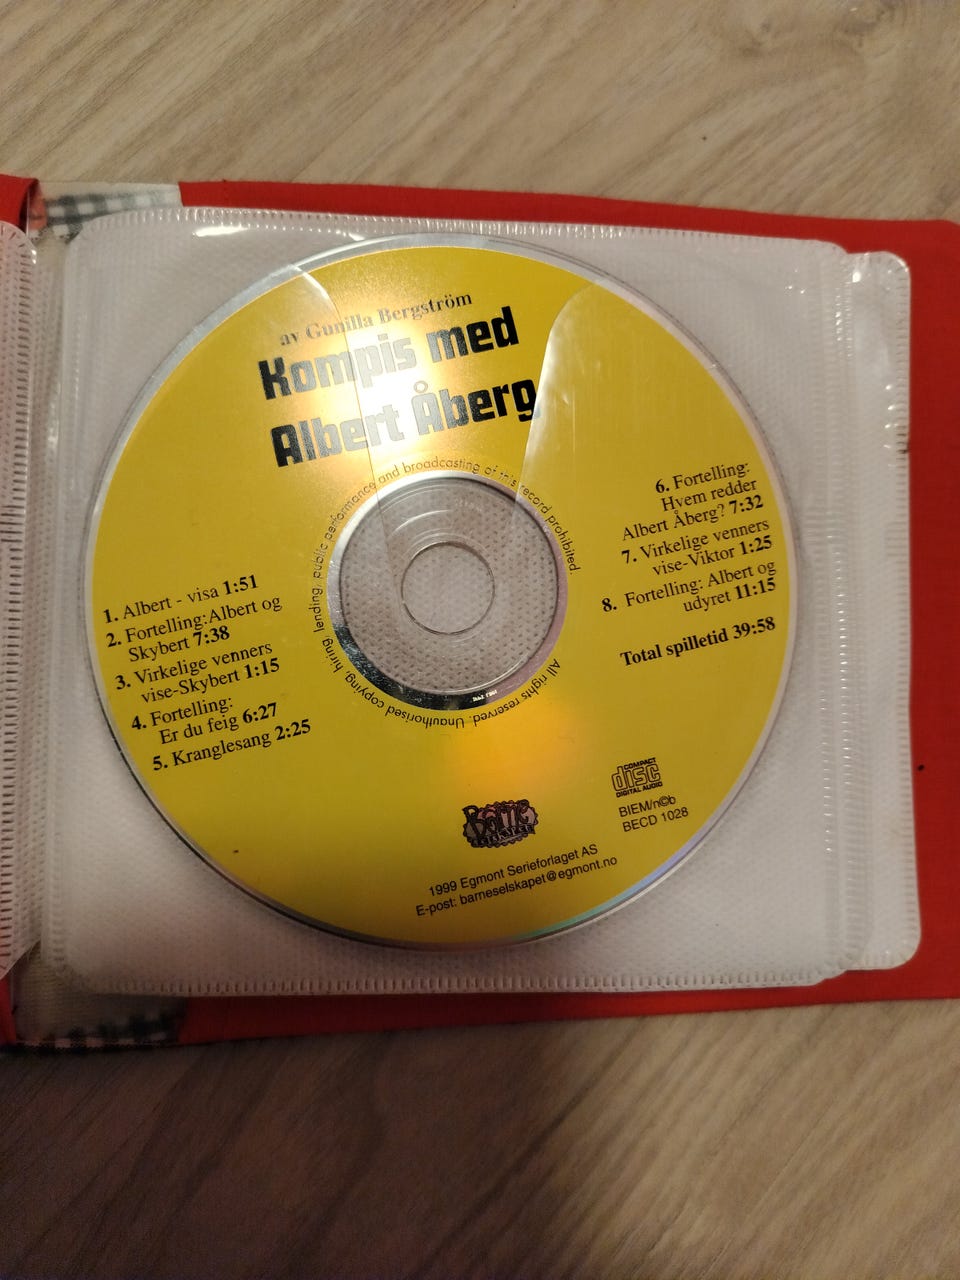 av Gunilla Bergström
Kompis med
Albert Åberg
All rights reserved. Unauthorised copying, hiring, lending, public performance and broadcasting of this record prohibited.
1. Albert - visa 1:51
2. Fortelling:Albert og
Skybert 7:38
3. Virkelige venners
vise-Skybert 1:15
4. Fortelling:
Er du feig 6:27
5. Kranglesang 2:25
6. Fortelling:
Hvem redder
Albert Åberg? 7:32
7. Virkelige venners
vise-Viktor 1:25
8. Fortelling: Albert og
udyret 11:15
Total spilletid 39:58
COMPACT
disc
DIGITAL AUDIO
BIEM/n©b
BECD 1028
Barne
1999 Egmont Serieforlaget AS
E-post: barneselskapet@egmont.no